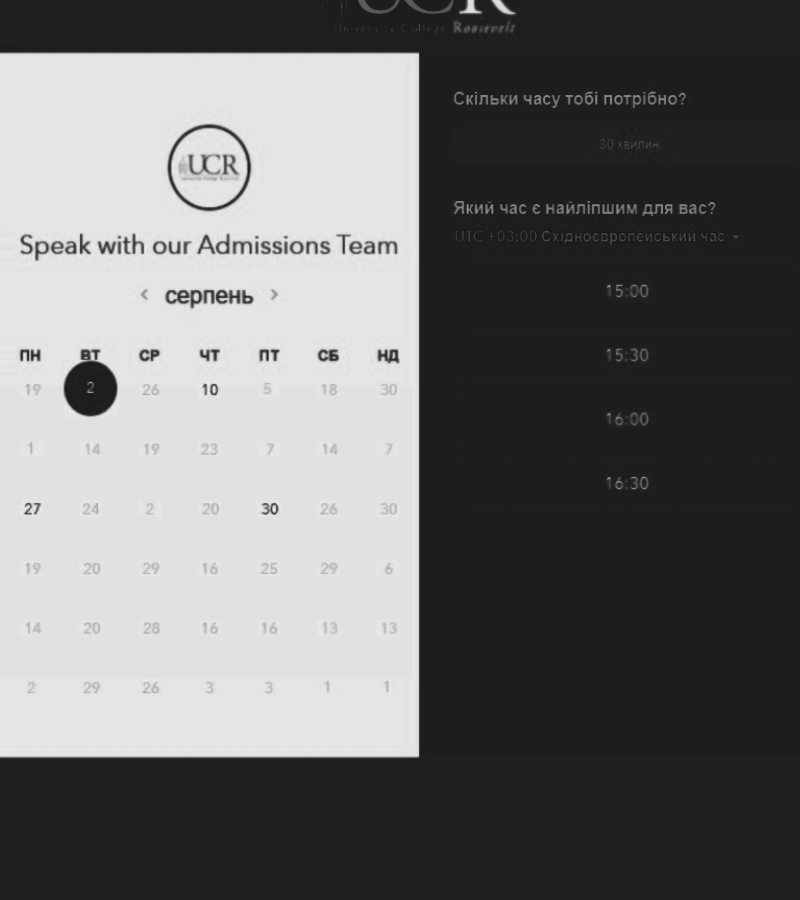 UCR
University College Roosevelt
UCR
Speak with our Admissions Team
серпень
ПН ВТ СР ЧТ ПТ СБ НД
19 2 26 10 5 18 30
1 14 19 23 7 14 7
27 24 2 20 30 26 30
19 20 29 16 25 29 6
14 20 28 16 16 13 13
2 29 26 3 3 1 1
Скільки часу тобі потрібно?
30 хвилин
Який час є найліпшим для вас?
UTC +03:00 Східноєвропейський час
15:00
15:30
16:00
16:30